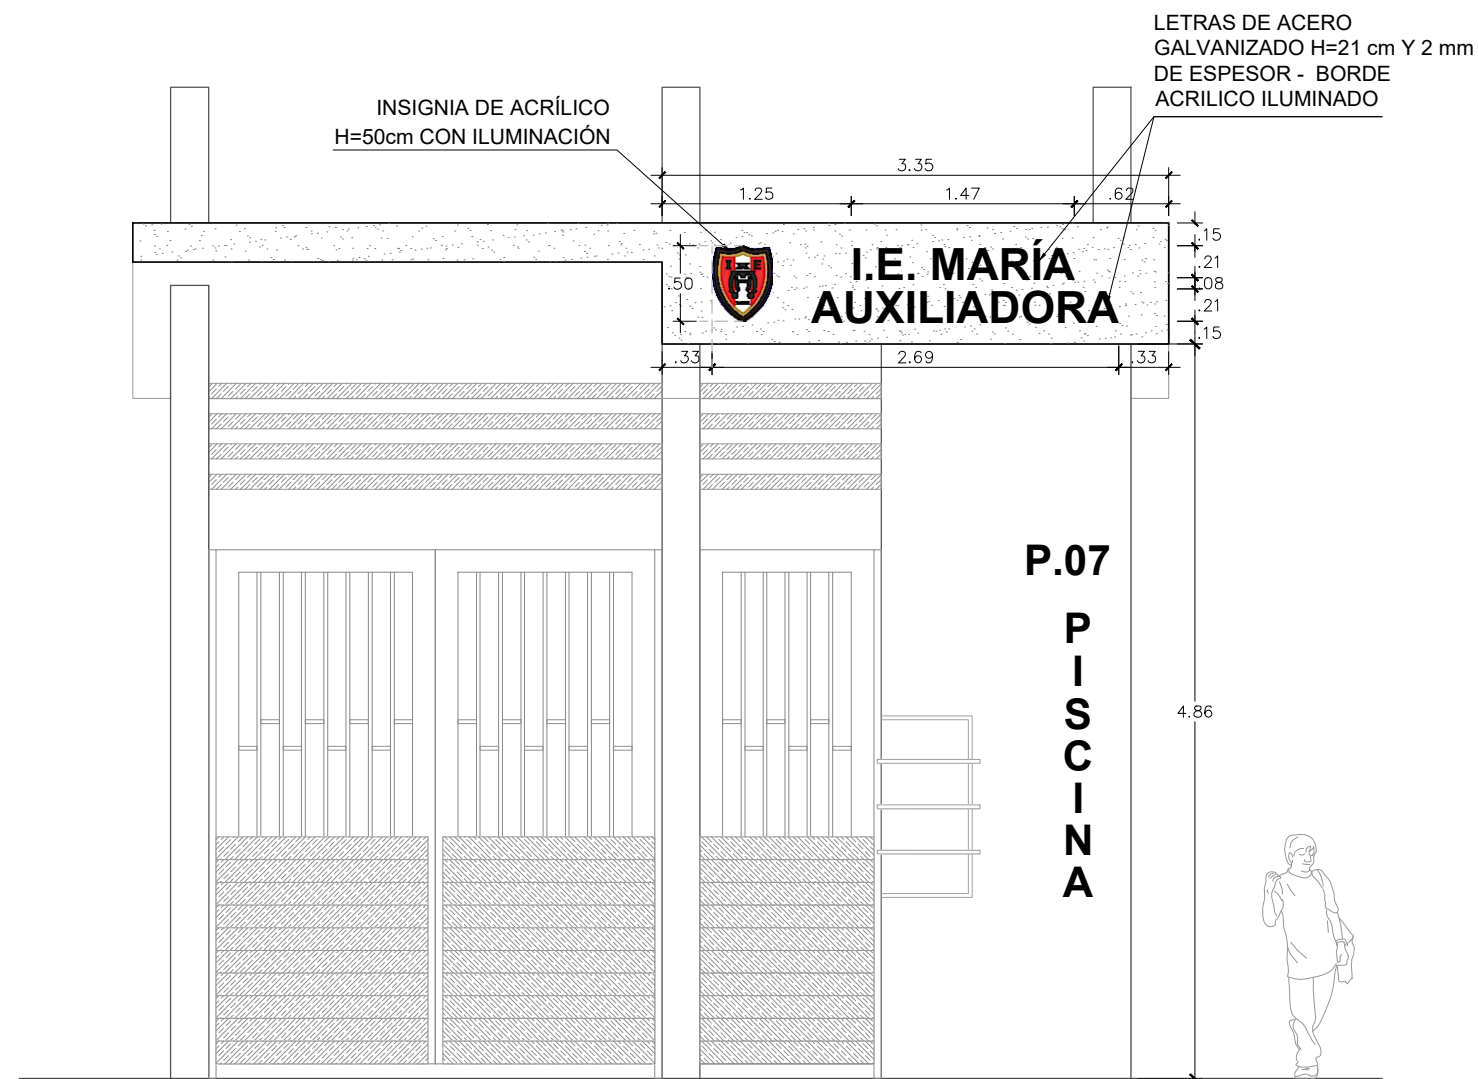 LETRAS DE ACERO
GALVANIZADO H=21 cm Y 2 mm
DE ESPESOR - BORDE
ACRILICO ILUMINADO
INSIGNIA DE ACRÍLICO
H=50cm CON ILUMINACIÓN
3.35
1.25
1.47
.62
.15
.21
.08
.21
.15
.50
I E
I.E. MARÍA
AUXILIADORA
.33
2.69
.33
P.07
P
I
S
C
I
N
A
4.86